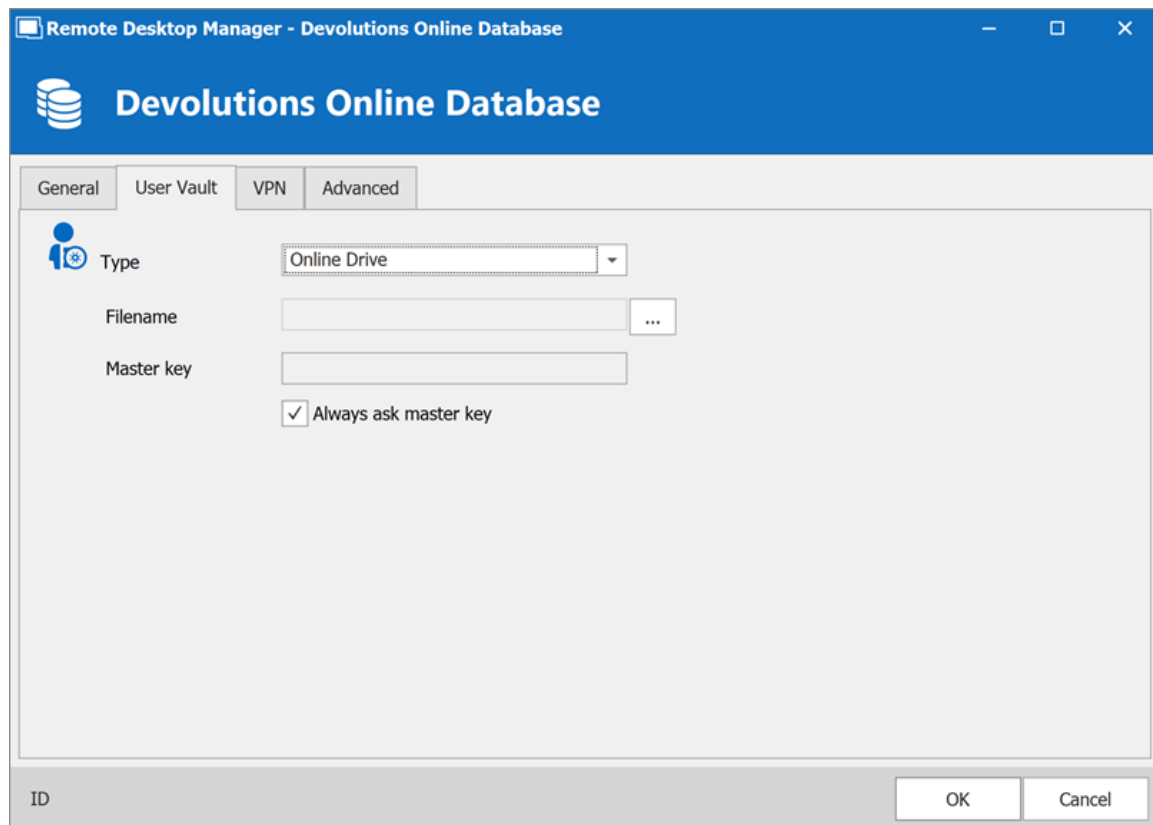 Remote Desktop Manager - Devolutions Online Database
Devolutions Online Database
General User Vault VPN Advanced
Type Online Drive
Filename ...
Master key
Always ask master key
ID OK Cancel